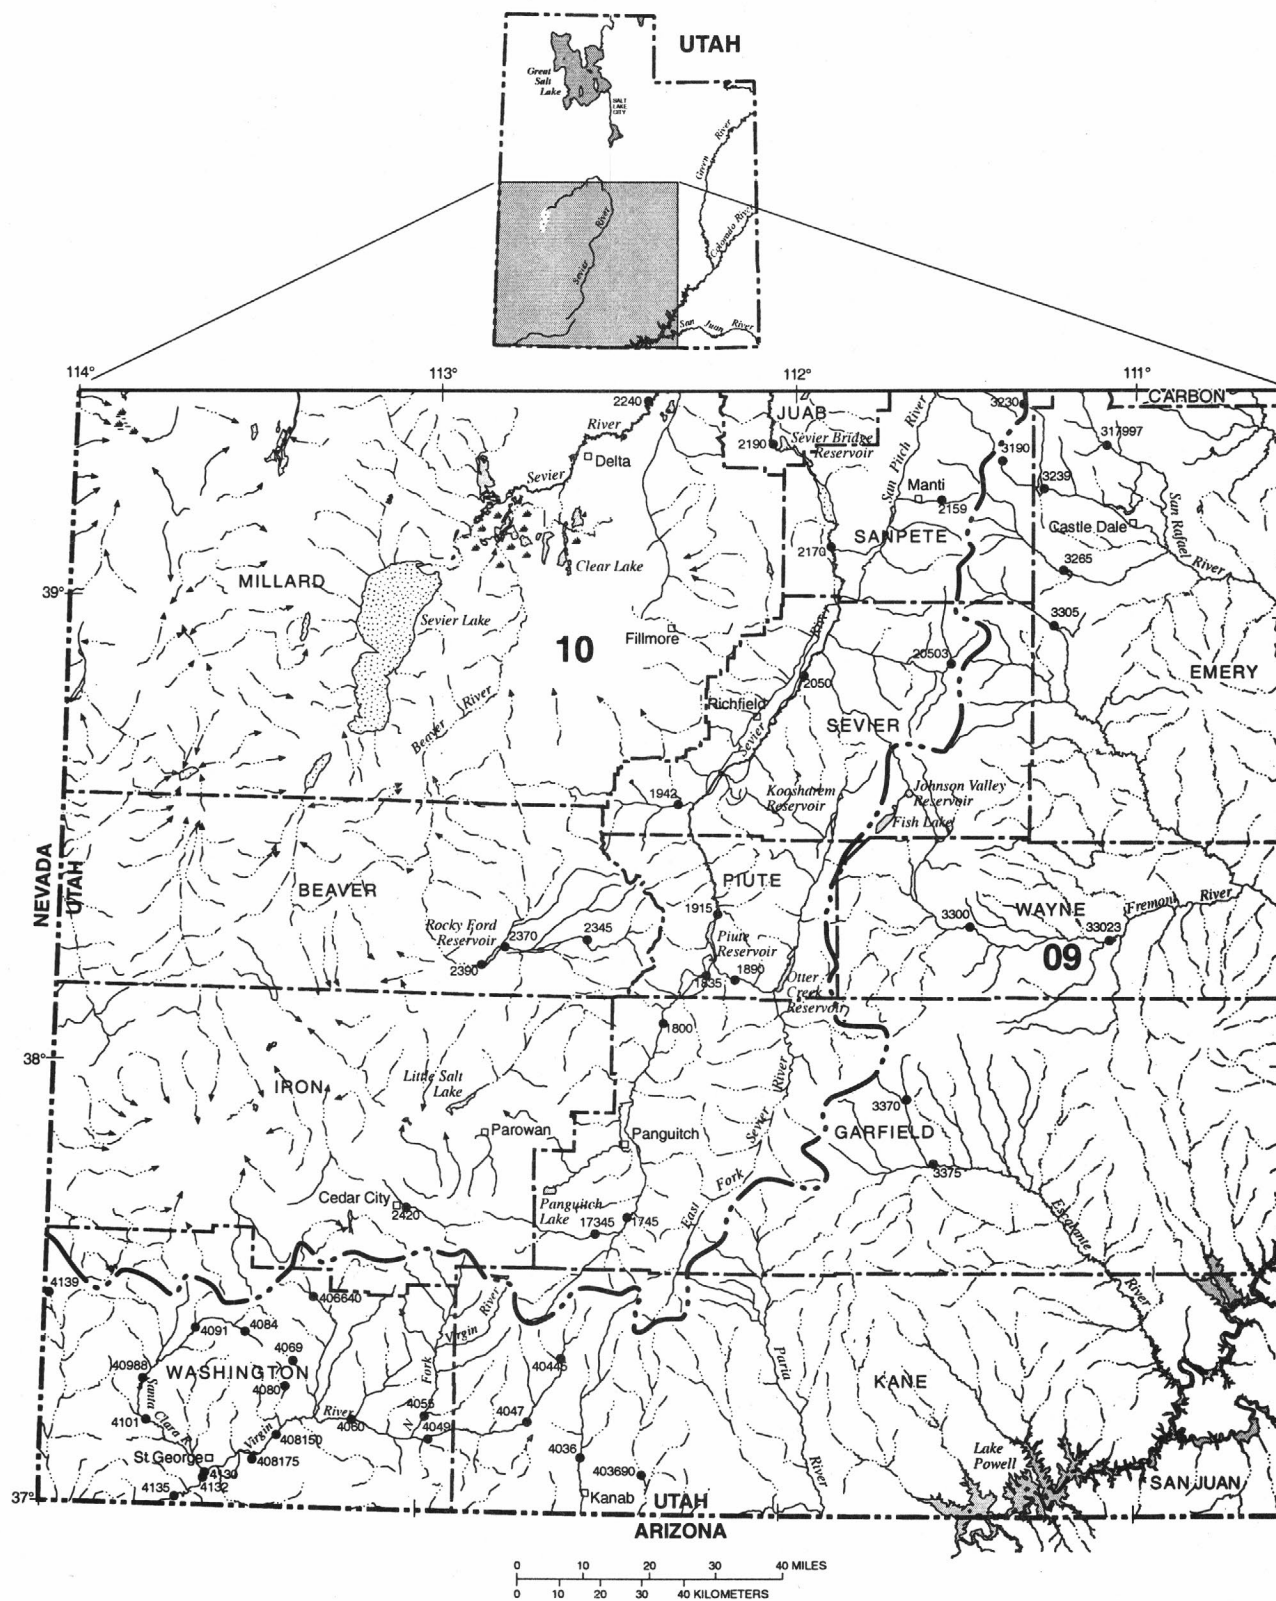 UTAH
Great
Salt
Lake
SALT
LAKE
CITY
Green
River
Colorado River
Sevier
River
San Juan River
114°
113°
112°
111°
CARBON
2240
JUAB
River
2190
Sevier Bridge
Reservoir
San Pitch River
3230
3190
317997
Delta
Sevier
Manti
2159
3239
San Rafael
River
Castle Dale
SANPETE
2170
Clear Lake
3265
MILLARD
39°
Sevier Lake
3305
10
Fillmore
River
20503
2050
EMERY
Richfield
Sevier
SEVIER
Beaver River
1942
Koosharem
Reservoir
Johnson Valley
Reservoir
Fish Lake
NEVADA
UTAH
BEAVER
PIUTE
1915
Rocky Ford
Reservoir
2370
2345
2390
Piute
Reservoir
1835
1890
Otter
Creek
Reservoir
3300
WAYNE
Fremont River
33023
09
1800
38°
IRON
Little Salt
Lake
Parowan
Panguitch
Sevier River
3370
GARFIELD
3375
Cedar City
2420
Panguitch
Lake
17345
1745
East Fork
Escalante
River
4139
406640
4091
4084
4069
40988
WASHINGTON
4080
Virgin River
Fork
N
40445
Paria
River
KANE
Santa
Clara R
4101
River
4060
4055
4049
4047
Virgin
408150
408175
St George
4130
4132
4135
4036
403690
Kanab
Lake
Powell
SAN JUAN
37°
UTAH
ARIZONA
0 10 20 30 40 MILES
0 10 20 30 40 KILOMETERS